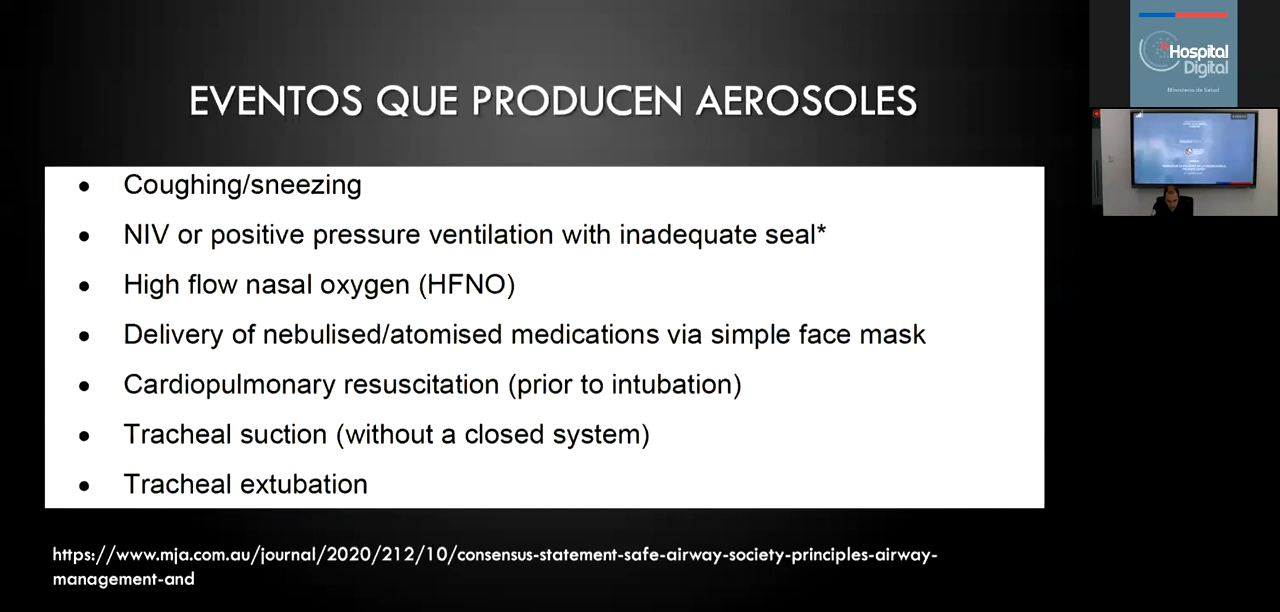 EVENTOS QUE PRODUCEN AEROSOLES
• Coughing/sneezing
• NIV or positive pressure ventilation with inadequate seal*
• High flow nasal oxygen (HFNO)
• Delivery of nebulised/atomised medications via simple face mask
• Cardiopulmonary resuscitation (prior to intubation)
• Tracheal suction (without a closed system)
• Tracheal extubation
https://www.mja.com.au/journal/2020/212/10/consensus-statement-safe-airway-society-principles-airway-
management-and
Hospital
Digital
Ministerio de Salud